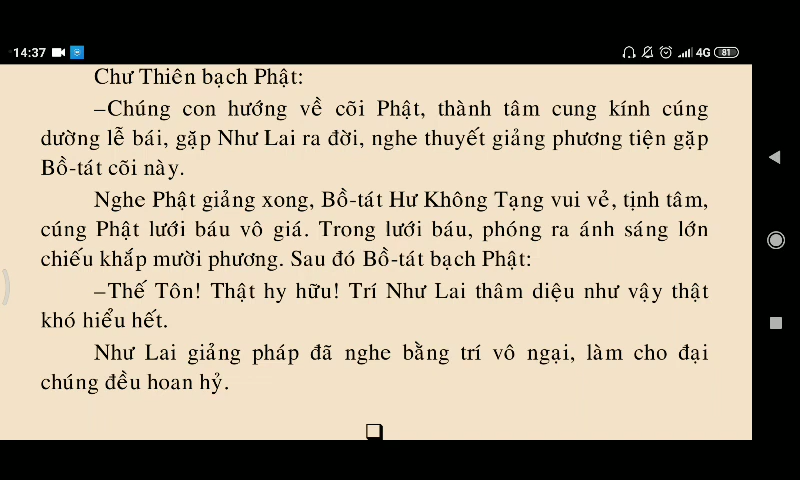 14:37
4G
81
Chư Thiên bạch Phật:
–Chúng con hướng về cõi Phật, thành tâm cung kính cúng
dường lễ bái, gặp Như Lai ra đời, nghe thuyết giảng phương tiện gặp
Bồ-tát cõi này.
Nghe Phật giảng xong, Bồ-tát Hư Không Tạng vui vẻ, tịnh tâm,
cúng Phật lưới báu vô giá. Trong lưới báu, phóng ra ánh sáng lớn
chiếu khắp mười phương. Sau đó Bồ-tát bạch Phật:
–Thế Tôn! Thật hy hữu! Trí Như Lai thâm diệu như vậy thật
khó hiểu hết.
Như Lai giảng pháp đã nghe bằng trí vô ngại, làm cho đại
chúng đều hoan hỷ.